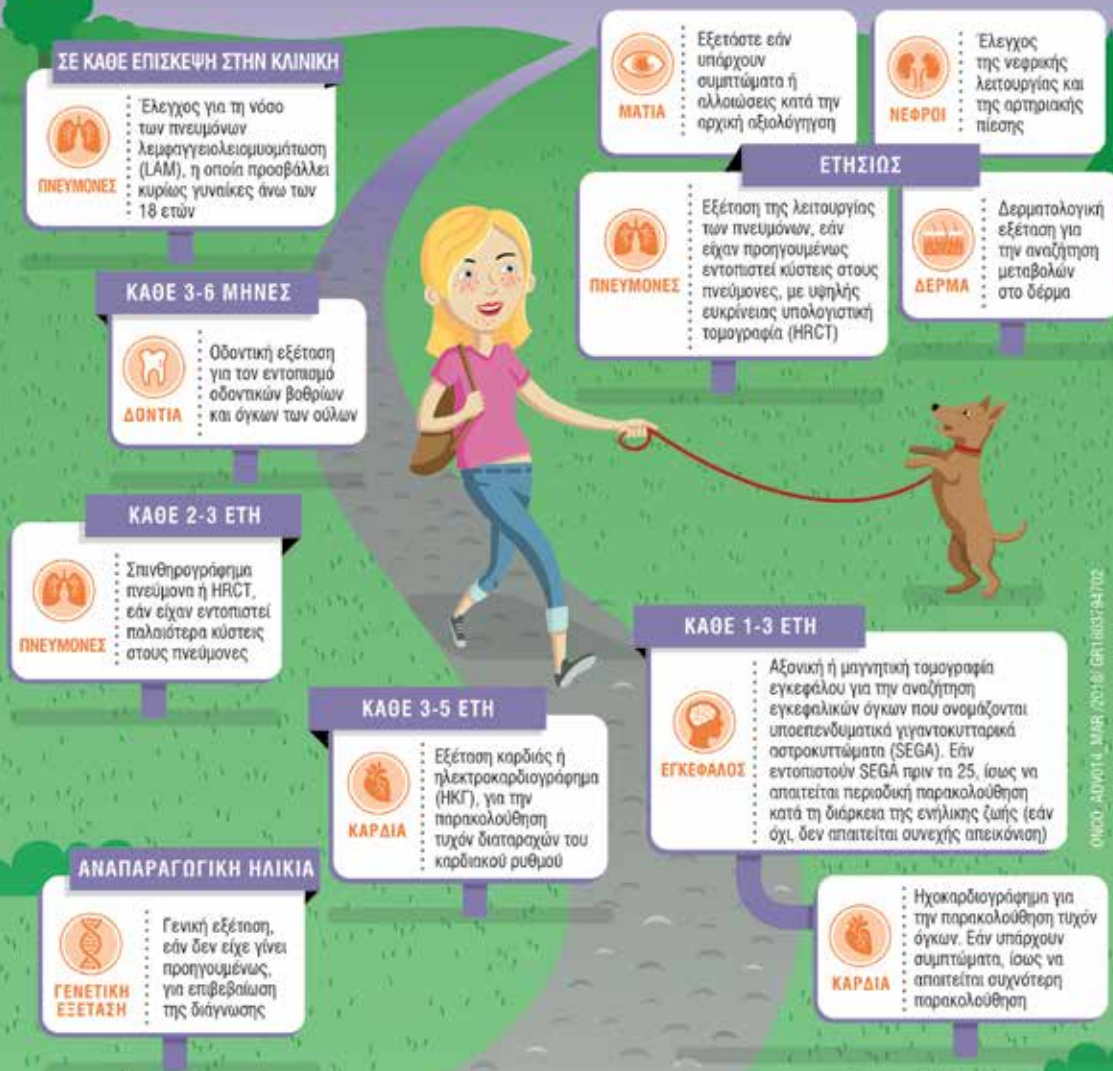 ΣΕ ΚΑΘΕ ΕΠΙΣΚΕΨΗ ΣΤΗΝ ΚΛΙΝΙΚΗ
ΠΝΕΥΜΟΝΕΣ
Έλεγχος για τη νόσο
των πνευμόνων
λεμφαγγειολειομυομάτωση
(LAM), η οποία προσβάλλει
κυρίως γυναίκες άνω των
18 ετών
ΜΑΤΙΑ
Εξετάστε εάν
υπάρχουν
συμπτώματα ή
αλλοιώσεις κατά την
αρχική αξιολόγηγση
ΝΕΦΡΟΙ
Έλεγχος
της νεφρικής
λειτουργίας και
της αρτηριακής
πίεσης
ΕΤΗΣΙΩΣ
ΠΝΕΥΜΟΝΕΣ
Εξέταση της λειτουργίας
των πνευμόνων, εάν
είχαν προηγουμένως
εντοπιστεί κύστεις στους
πνεύμονες, με υψηλής
ευκρίνειας υπολογιστική
τομογραφία (HRCT)
ΔΕΡΜΑ
Δερματολογική
εξέταση για
την αναζήτηση
μεταβολών
στο δέρμα
ΚΑΘΕ 3-6 ΜΗΝΕΣ
ΔΟΝΤΙΑ
Οδοντική εξέταση
για τον εντοπισμό
οδοντικών βοθρίων
και όγκων των ούλων
ΚΑΘΕ 2-3 ΕΤΗ
ΠΝΕΥΜΟΝΕΣ
Σπινθηρογράφημα
πνεύμονα ή HRCT,
εάν είχαν εντοπιστεί
παλαιότερα κύστεις
στους πνεύμονες
ΚΑΘΕ 1-3 ΕΤΗ
ΕΓΚΕΦΑΛΟΣ
Αξονική ή μαγνητική τομογραφία
εγκεφάλου για την αναζήτηση
εγκεφαλικών όγκων που ονομάζονται
υποεπενδυματικά γιγαντοκυτταρικά
αστροκυττώματα (SEGA). Εάν
εντοπιστούν SEGA πριν τα 25, ίσως να
απαιτείται περιοδική παρακολούθηση
κατά τη διάρκεια της ενήλικης ζωής (εάν
όχι, δεν απαιτείται συνεχής απεικόνιση)
ΚΑΡΔΙΑ
Ηχοκαρδιογράφημα για
την παρακολούθηση τυχόν
όγκων. Εάν υπάρχουν
συμπτώματα, ίσως να
απαιτείται συχνότερη
παρακολούθηση
ΚΑΘΕ 3-5 ΕΤΗ
ΚΑΡΔΙΑ
Εξέταση καρδιάς ή
ηλεκτροκαρδιογράφημα
(ΗΚΓ), για την
παρακολούθηση
τυχόν διαταραχών του
καρδιακού ρυθμού
ΑΝΑΠΑΡΑΓΩΓΙΚΗ ΗΛΙΚΙΑ
ΓΕΝΕΤΙΚΗ
ΕΞΕΤΑΣΗ
Γενική εξέταση,
εάν δεν είχε γίνει
προηγουμένως,
για επιβεβαίωση
της διάγνωσης
ONCO_ADV014_MAR /2018/ GR1803794702